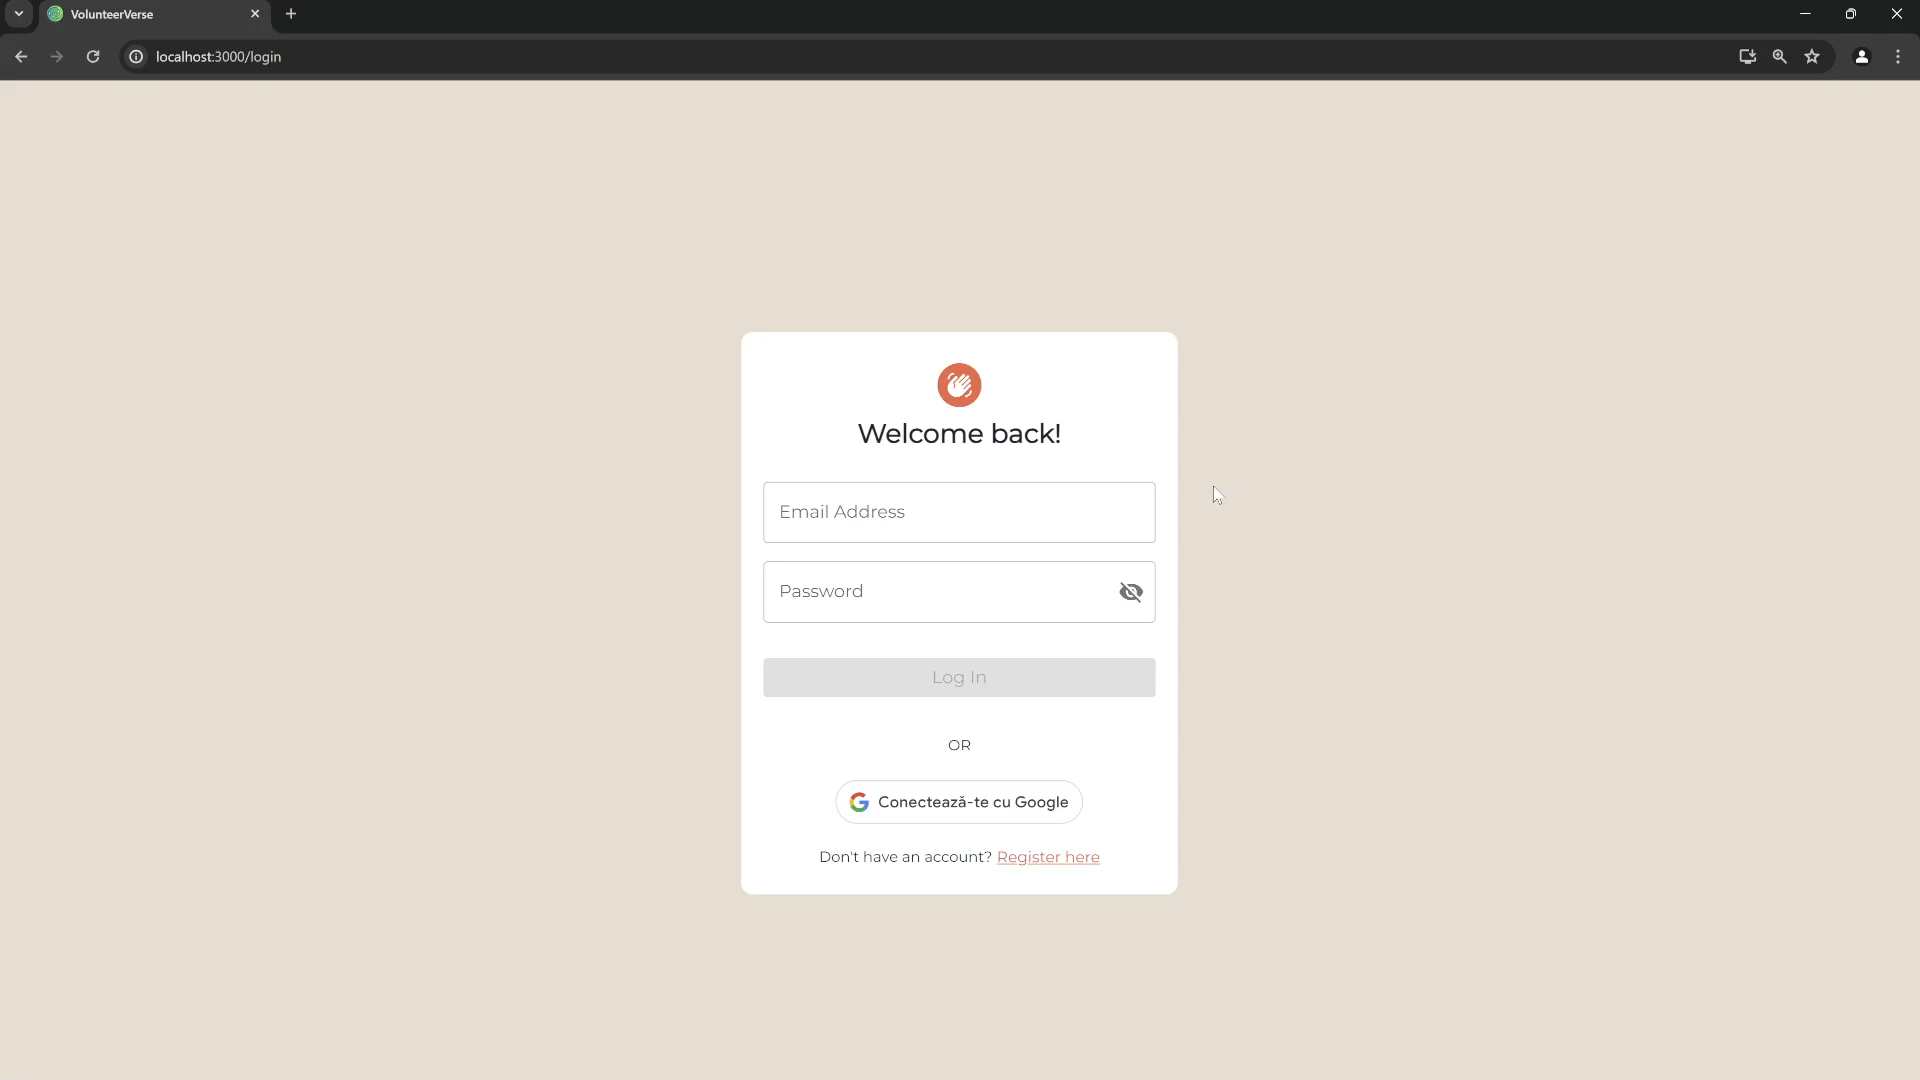 VolunteerVerse
localhost:3000/login
Welcome back!
Email Address
Password
Log In
OR
Conectează-te cu Google
Don't have an account? Register here